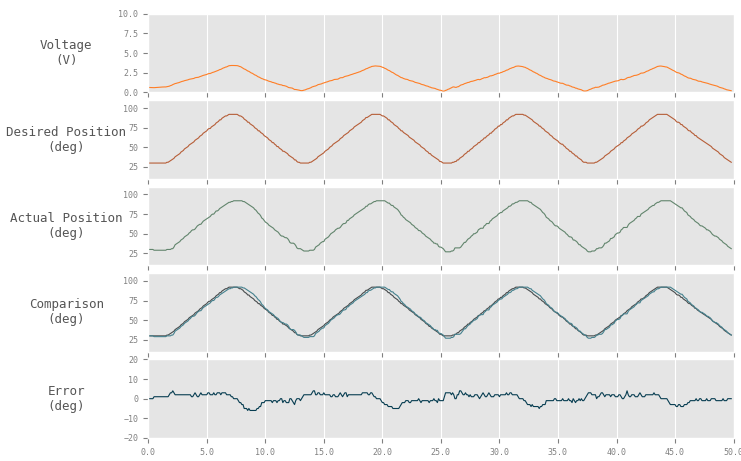 10.0
7.5
Voltage
(V)
5.0
2.5
0.0
100
Desired Position
(deg)
75
50
25
100
Actual Position
(deg)
75
50
25
100
Comparison
(deg)
75
50
25
20
10
Error
(deg)
0
−10
−20
0.0 5.0 10.0 15.0 20.0 25.0 30.0 35.0 40.0 45.0 50.0